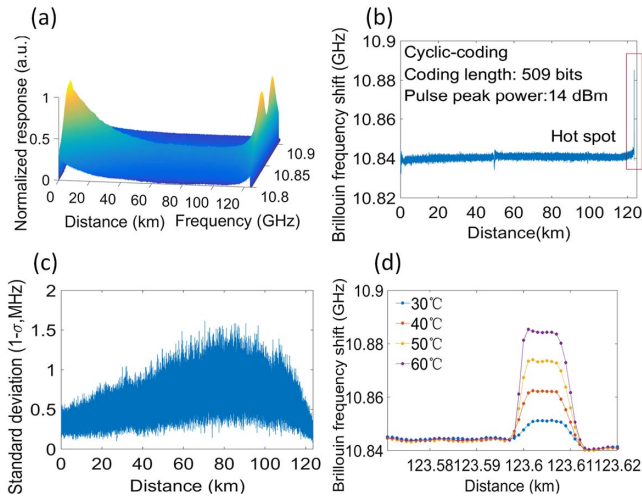 (a)
Normalized response (a.u.)
1
0.5
0
0
20
40
60
80
100
120
10.8
10.85
10.9
Distance (km)
Frequency (GHz)
(b)
Brillouin frequency shift (GHz)
10.9
10.88
10.86
10.84
10.82
Cyclic-coding
Coding length: 509 bits
Pulse peak power:14 dBm
Hot spot
0 20 40 60 80 100 120
Distance(km)
(c)
Standard deviation (1-σ,MHz)
2
1.5
1
0.5
0
0 20 40 60 80 100 120
Distance (km)
(d)
Brillouin frequency shift (GHz)
10.9
10.88
10.86
10.84
30℃
40℃
50℃
60℃
123.58 123.59 123.6 123.61 123.62
Distance (km)